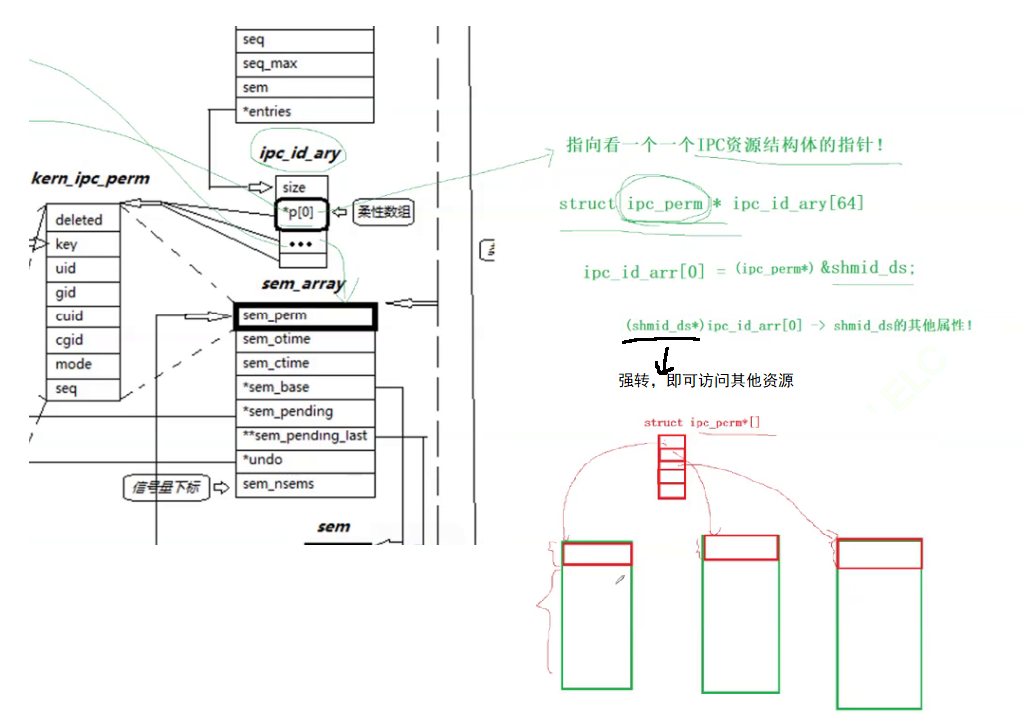 seq
seq_max
sem
*entries
ipc_id_ary
size
*p[0]
柔性数组
•••
kern_ipc_perm
deleted
key
uid
gid
cuid
cgid
mode
seq
sem_array
sem_perm
sem_otime
sem_ctime
*sem_base
*sem_pending
**sem_pending_last
*undo
sem_nsems
信号量下标
sem
指向看一个一个IPC资源结构体的指针！
struct ipc_perm* ipc_id_ary[64]
ipc_id_arr[0] = (ipc_perm*) &shmid_ds;
(shmid_ds*)ipc_id_arr[0] -> shmid_ds的其他属性！
强转，即可访问其他资源
struct ipc_perm*[]